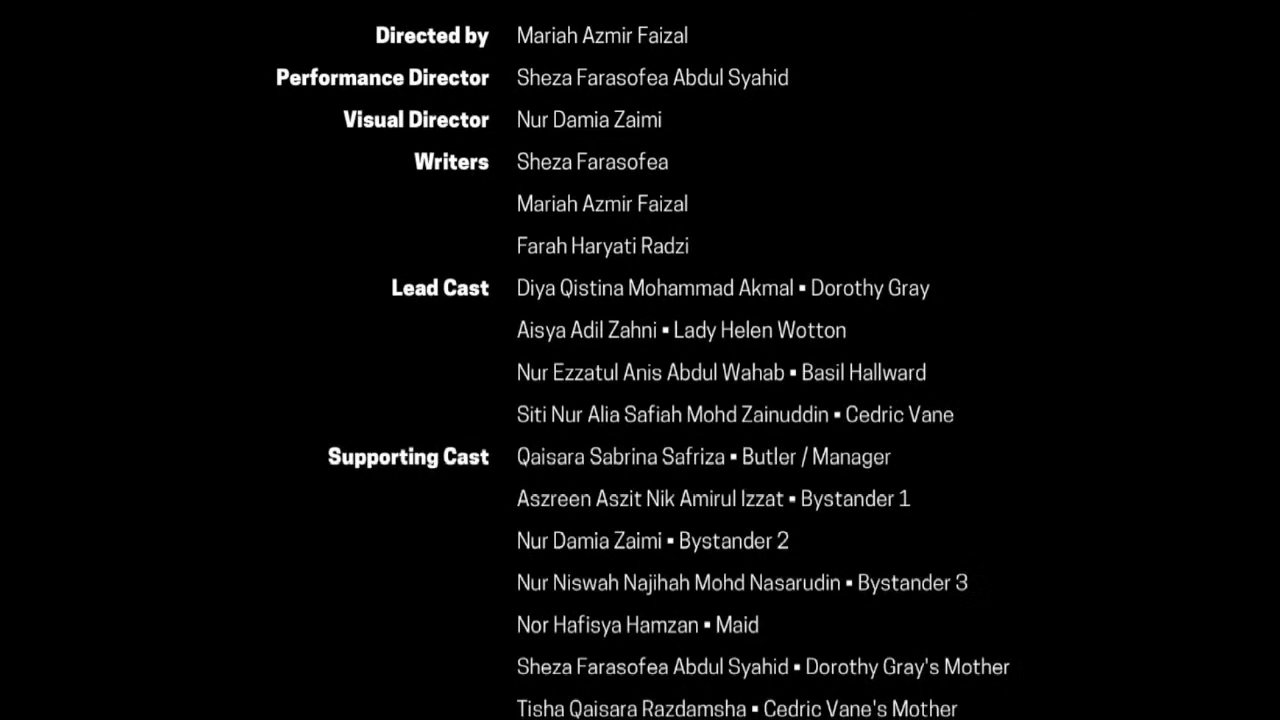 Directed by Mariah Azmir Faizal
Performance Director Sheza Farasofea Abdul Syahid
Visual Director Nur Damia Zaimi
Writers Sheza Farasofea
Mariah Azmir Faizal
Farah Haryati Radzi
Lead Cast Diya Qistina Mohammad Akmal ▪ Dorothy Gray
Aisya Adil Zahni ▪ Lady Helen Wotton
Nur Ezzatul Anis Abdul Wahab ▪ Basil Hallward
Siti Nur Alia Safiah Mohd Zainuddin ▪ Cedric Vane
Supporting Cast Qaisara Sabrina Safriza ▪ Butler / Manager
Aszreen Aszit Nik Amirul Izzat ▪ Bystander 1
Nur Damia Zaimi ▪ Bystander 2
Nur Niswah Najihah Mohd Nasarudin ▪ Bystander 3
Nor Hafisya Hamzan ▪ Maid
Sheza Farasofea Abdul Syahid ▪ Dorothy Gray's Mother
Tisha Qaisara Razdamsha ▪ Cedric Vane's Mother